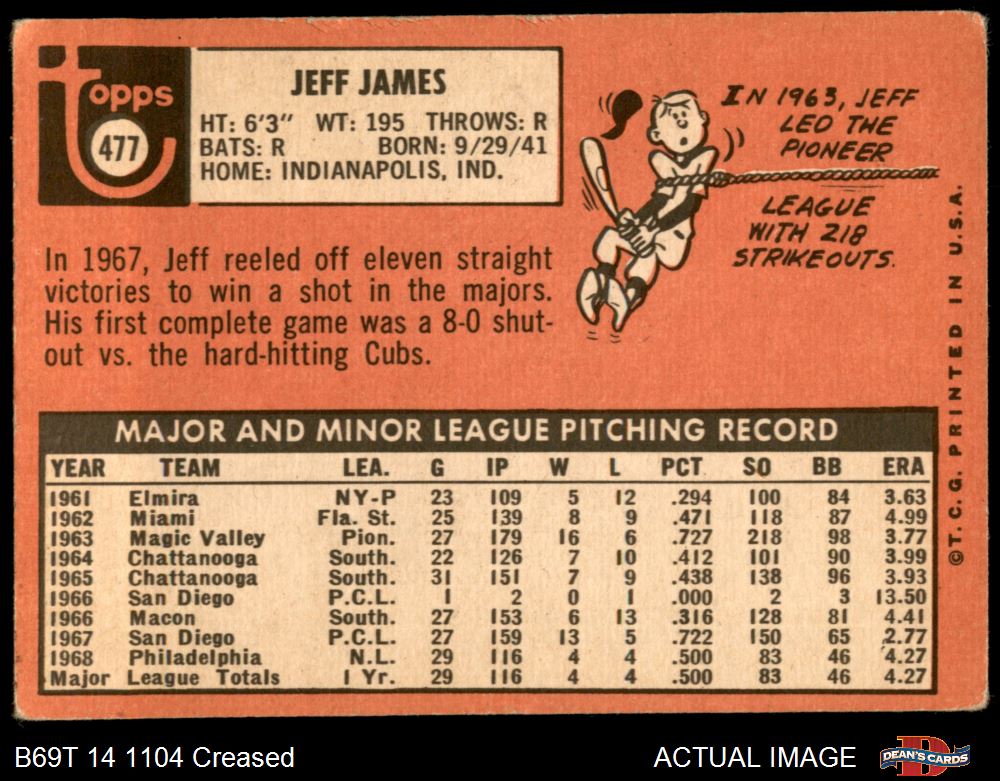 topps
477
JEFF JAMES
HT: 6'3" WT: 195 THROWS: R
BATS: R BORN: 9/29/41
HOME: INDIANAPOLIS, IND.
IN 1963, JEFF
LED THE
PIONEER
LEAGUE
WITH 218
STRIKEOUTS.
In 1967, Jeff reeled off eleven straight
victories to win a shot in the majors.
His first complete game was a 8-0 shut-
out vs. the hard-hitting Cubs.
©T. C. G. PRINTED IN U.S.A.
MAJOR AND MINOR LEAGUE PITCHING RECORD
YEAR TEAM LEA. G IP W L PCT. SO BB ERA
1961 Elmira NY-P 23 109 5 12 .294 100 84 3.63
1962 Miami Fla. St. 25 139 8 9 .471 118 87 4.99
1963 Magic Valley Pion. 27 179 16 6 .727 218 98 3.77
1964 Chattanooga South. 22 126 7 10 .412 101 90 3.99
1965 Chattanooga South. 31 151 7 9 .438 138 96 3.93
1966 San Diego P.C.L. 1 2 0 1 .000 2 3 13.50
1966 Macon South. 27 153 6 13 .316 128 81 4.41
1967 San Diego P.C.L. 27 159 13 5 .722 150 65 2.77
1968 Philadelphia N.L. 29 116 4 4 .500 83 46 4.27
Major League Totals 1 Yr. 29 116 4 4 .500 83 46 4.27
B69T 14 1104 Creased
ACTUAL IMAGE
D
DEAN'S CARDS